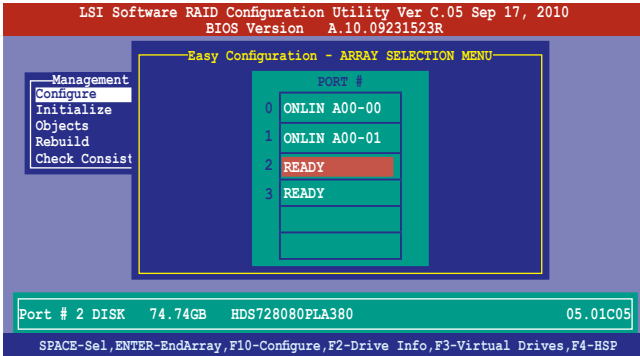 LSI Software RAID Configuration Utility Ver C.05 Sep 17, 2010
BIOS Version A.10.09231523R
Easy Configuration - ARRAY SELECTION MENU
Management
Configure
Initialize
Objects
Rebuild
Check Consist
PORT #
0 ONLIN A00-00
1 ONLIN A00-01
2 READY
3 READY
Port # 2 DISK 74.74GB HDS728080PLA380 05.01C05
SPACE-Sel,ENTER-EndArray,F10-Configure,F2-Drive Info,F3-Virtual Drives,F4-HSP